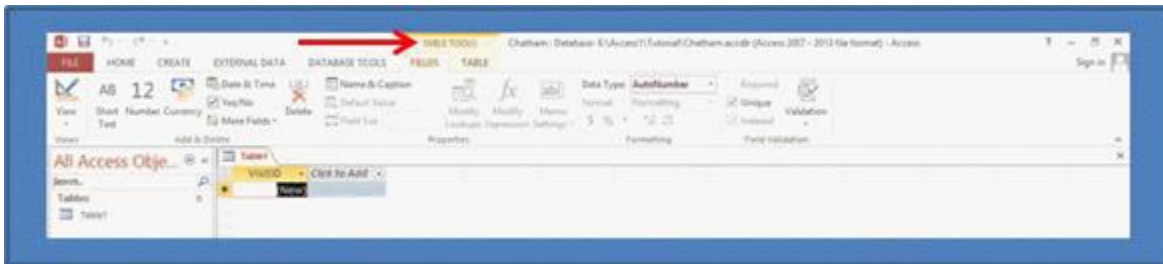 TABLE TOOLS Chatham : Database- E:\Access1\Tutorial\Chatham.accdb (Access 2007 - 2013 file format) - Access
FILE HOME CREATE EXTERNAL DATA DATABASE TOOLS FIELDS TABLE Sign in
View AB Short Text 12 Number Currency Date & Time Yes/No More Fields Delete Name & Caption Default Value Field Size Modify Lookups fx Modify Expression ab Memo Settings Data Type: AutoNumber Format: Formatting $ % Required Unique Indexed Validation
Views Add & Delete Properties Formatting Field Validation
All Access Obje... Table1
Search... VisitID Click to Add
Tables (New)
Table1